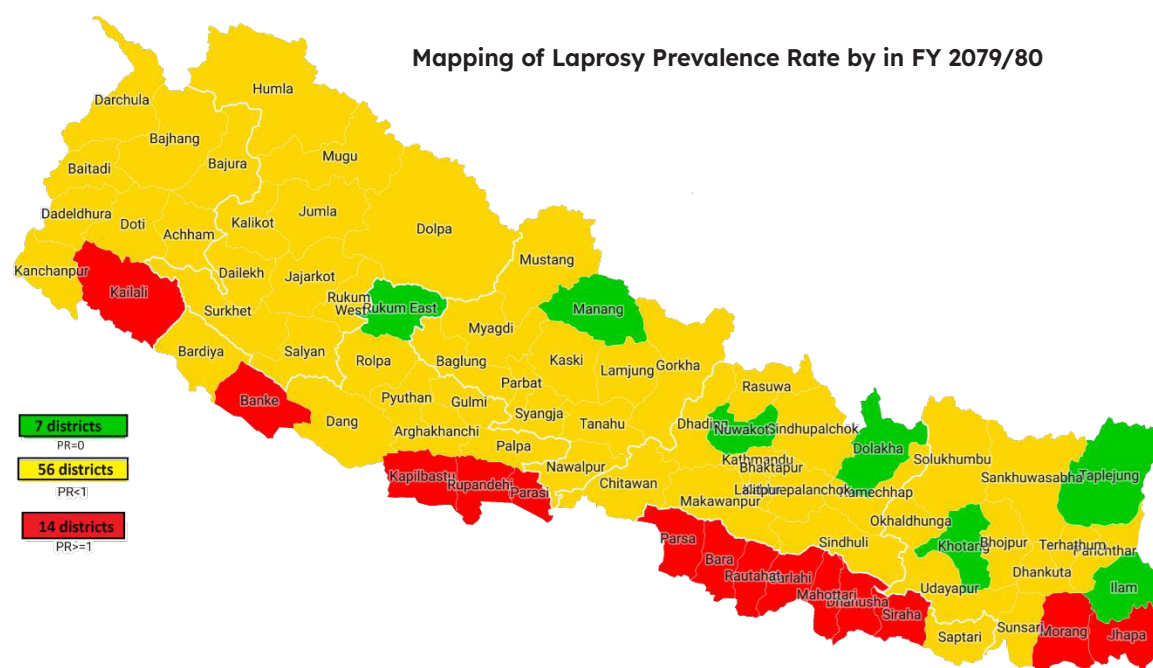 Mapping of Laprosy Prevalence Rate by in FY 2079/80
Humla
Darchula
Bajhang
Mugu
Bajura
Baitadi
Jumla
Dadeldhura
Doti
Kalikot
Dolpa
Achham
Mustang
Kanchanpur
Dailekh
Jajarkot
Kailali
Rukum
West
Rukum East
Manang
Surkhet
Myagdi
Bardiya
Salyan
Rolpa
Baglung
Kaski
Lamjung
Gorkha
Parbat
Rasuwa
Banke
Pyuthan
Gulmi
Syangja
Dang
Tanahu
Dhading
Nuwakot
Sindhupalchok
7 districts
PR=0
Arghakhanchi
Palpa
Dolakha
Kathmandu
Bhaktapur
Solukhumbu
56 districts
PR<1
Nawalpur
Kapilbastu
Rupandehi
Parasi
Chitawan
Lalitpur
Makawanpur
Ramechhap
Sankhuwasabha
Taplejung
14 districts
PR>=1
Okhaldhunga
Parsa
Sindhuli
Khotang
Bhojpur
Terhathum
Panchthar
Bara
Rautahat
Sarlahi
Dhankuta
Udayapur
Ilam
Mahottari
Dhanusha
Siraha
Saptari
Sunsari
Morang
Jhapa